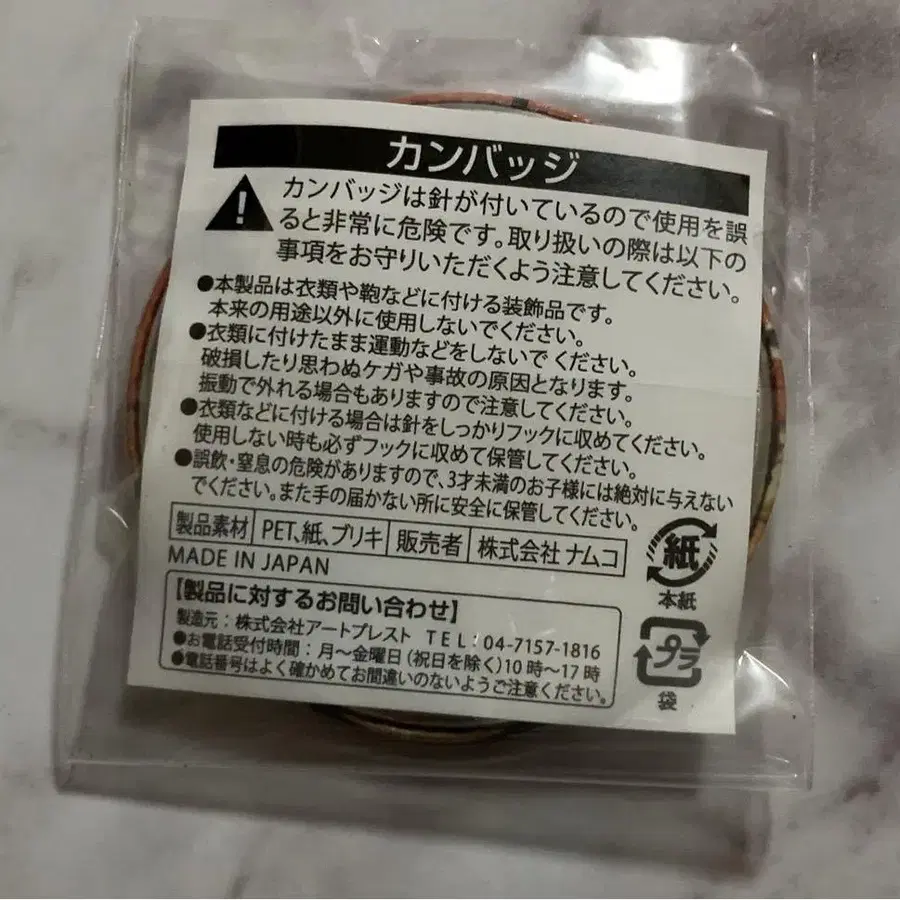 カンバッジ
カンバッジは針が付いているので使用を誤
ると非常に危険です。取り扱いの際は以下の
事項をお守りいただくよう注意してください。
●本製品は衣類や鞄などに付ける装飾品です。
本来の用途以外に使用しないでください。
●衣類に付けたまま運動などをしないでください。
破損したり思わぬケガや事故の原因となります。
振動で外れる場合もありますので注意してください。
●衣類などに付ける場合は針をしっかりフックに収めてください。
使用しない時も必ずフックに収めて保管してください。
●誤飲・窒息の危険がありますので、3才未満のお子様には絶対に与えない
でください。また手の届かない所に安全に保管してください。
製品素材 PET、紙、ブリキ 販売者 株式会社 ナムコ
MADE IN JAPAN
【製品に対するお問い合わせ】
製造元：株式会社アートプレスト TEL：04-7157-1816
●お電話受付時間：月〜金曜日（祝日を除く）10時〜17時
●電話番号はよく確かめてお間違いのないようご注意ください。
紙
本紙
プラ
袋